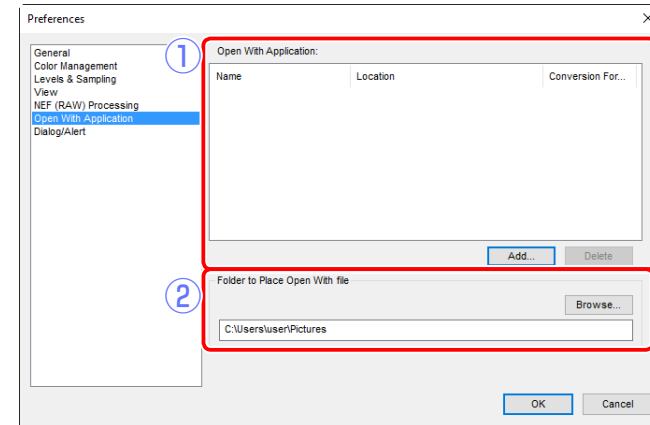 Preferences
General
Color Management
Levels & Sampling
View
NEF (RAW) Processing
Open With Application
Dialog/Alert
①
Open With Application:
Name Location Conversion For...
Add... Delete
②
Folder to Place Open With file
Browse...
C:\Users\user\Pictures
OK Cancel